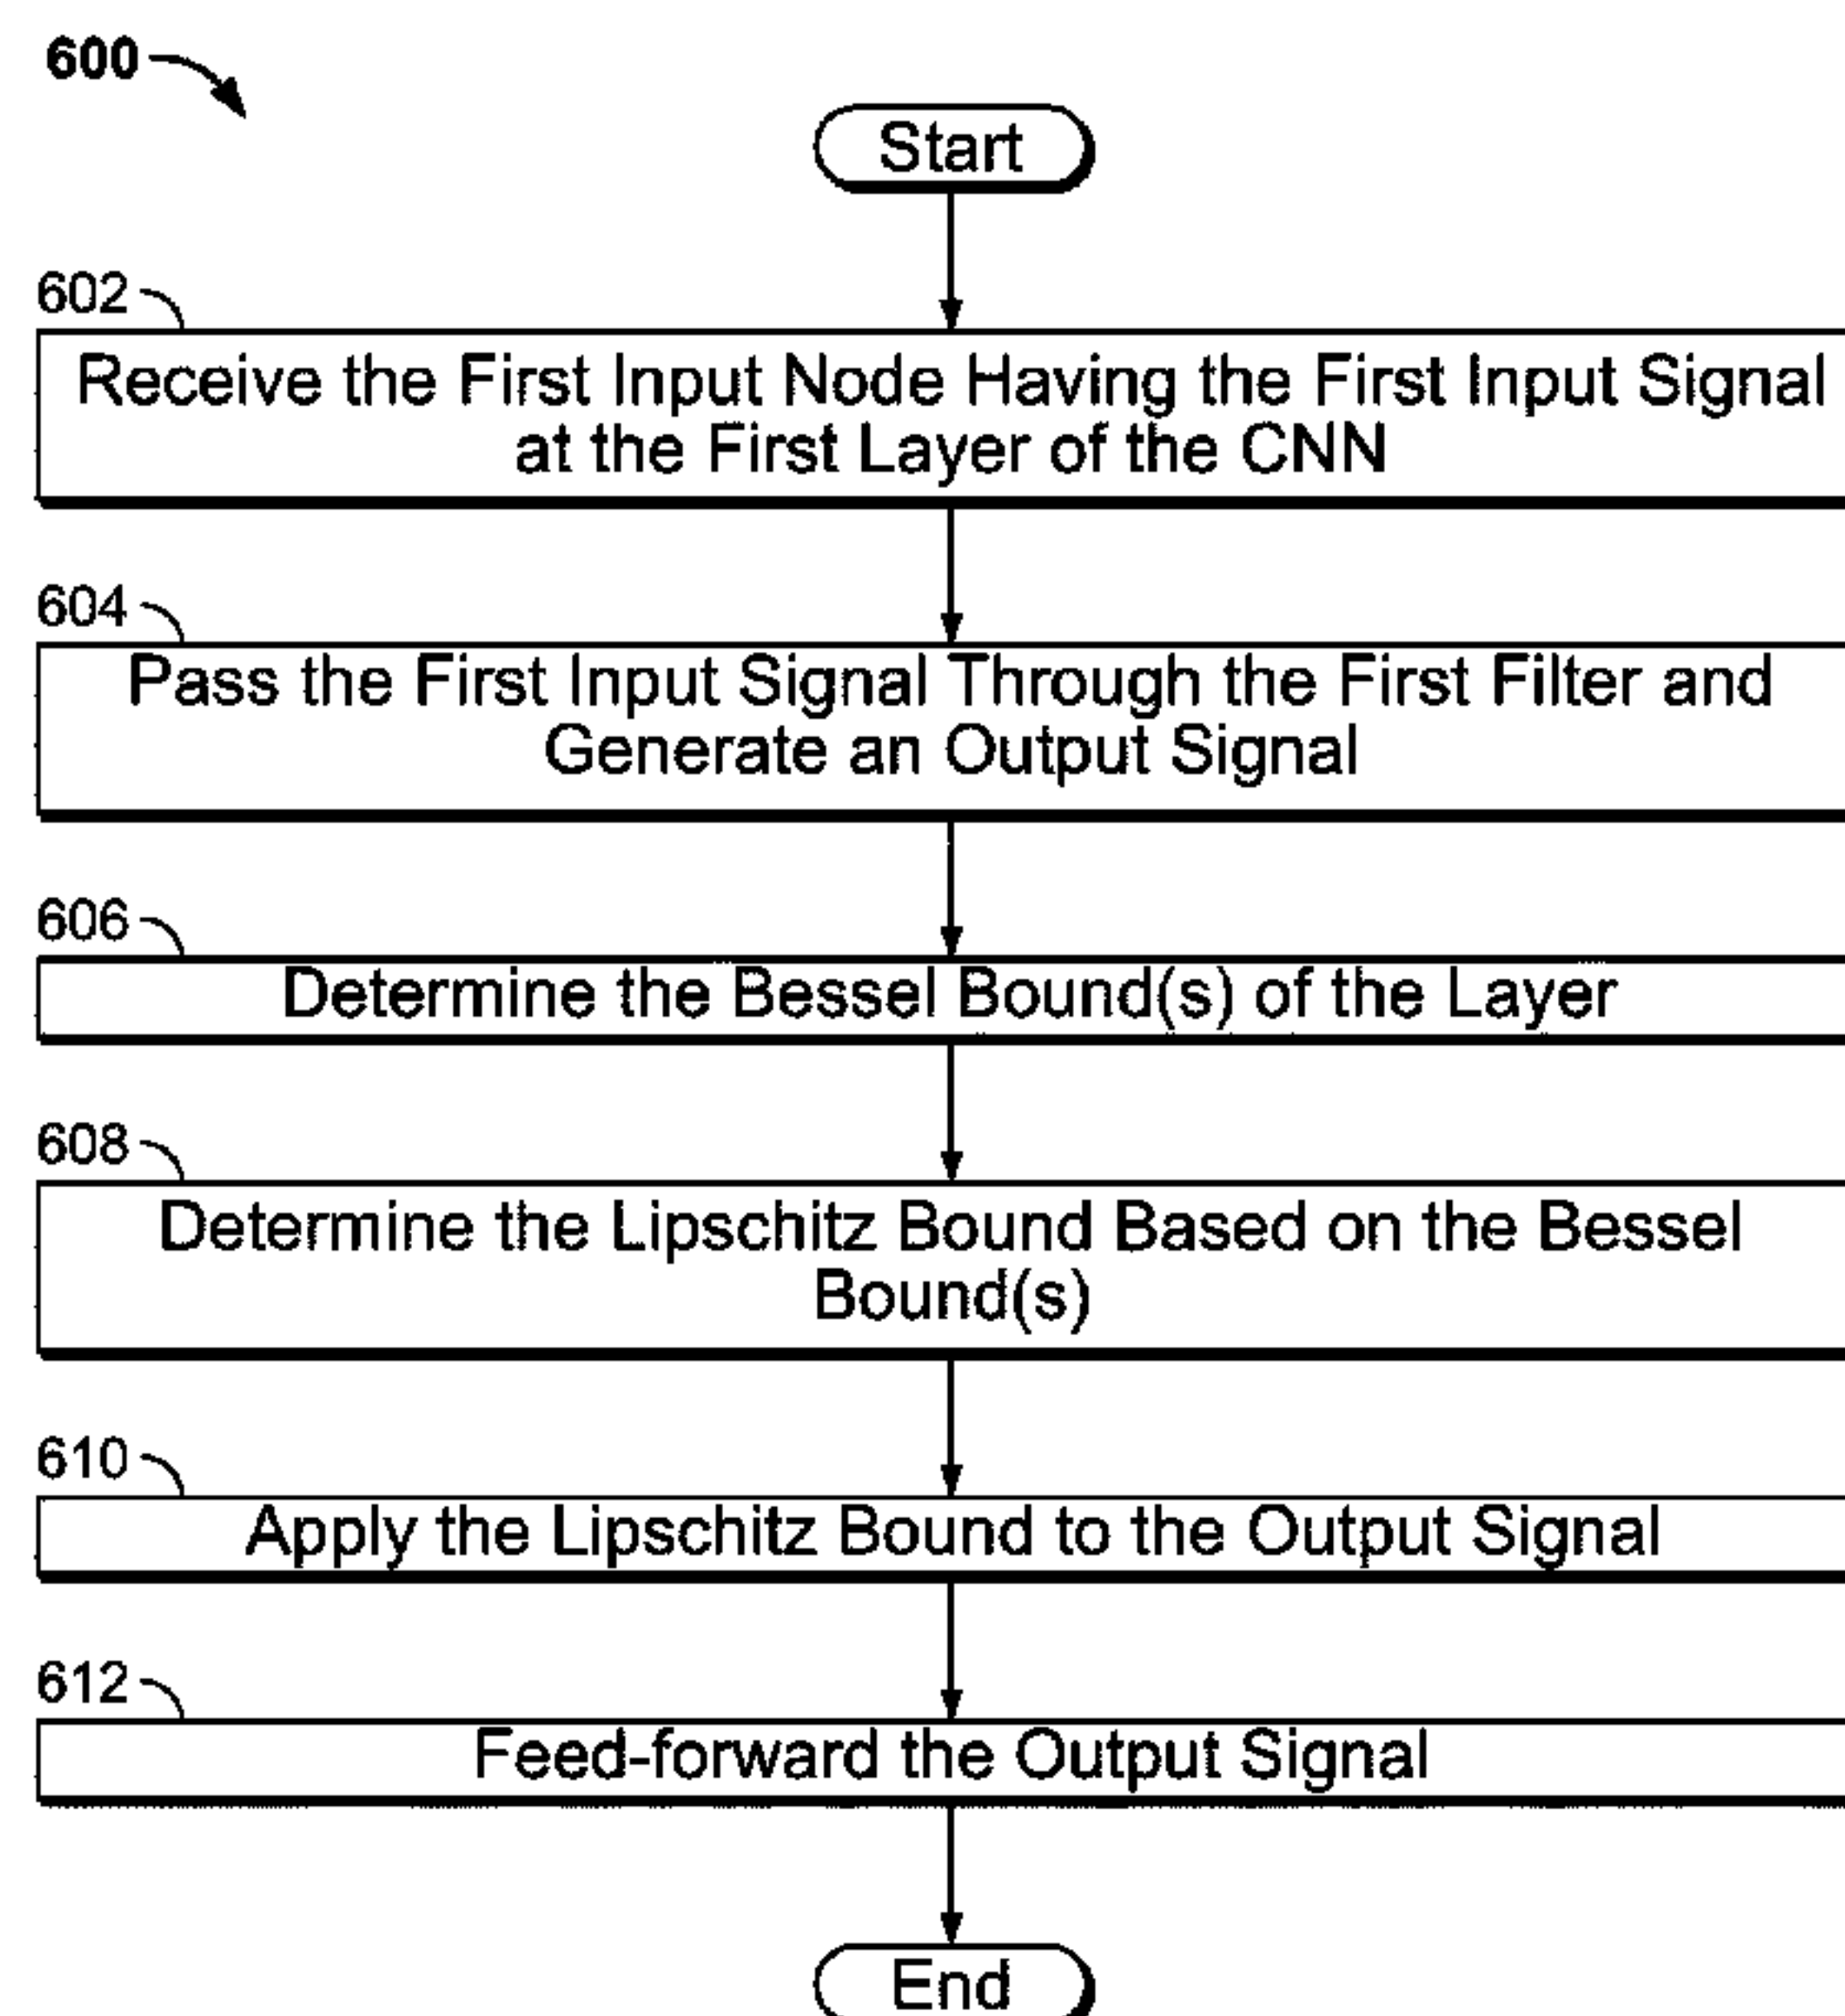 600
Start
602
Receive the First Input Node Having the First Input Signal
at the First Layer of the CNN
604
Pass the First Input Signal Through the First Filter and
Generate an Output Signal
606
Determine the Bessel Bound(s) of the Layer
608
Determine the Lipschitz Bound Based on the Bessel
Bound(s)
610
Apply the Lipschitz Bound to the Output Signal
612
Feed-forward the Output Signal
End